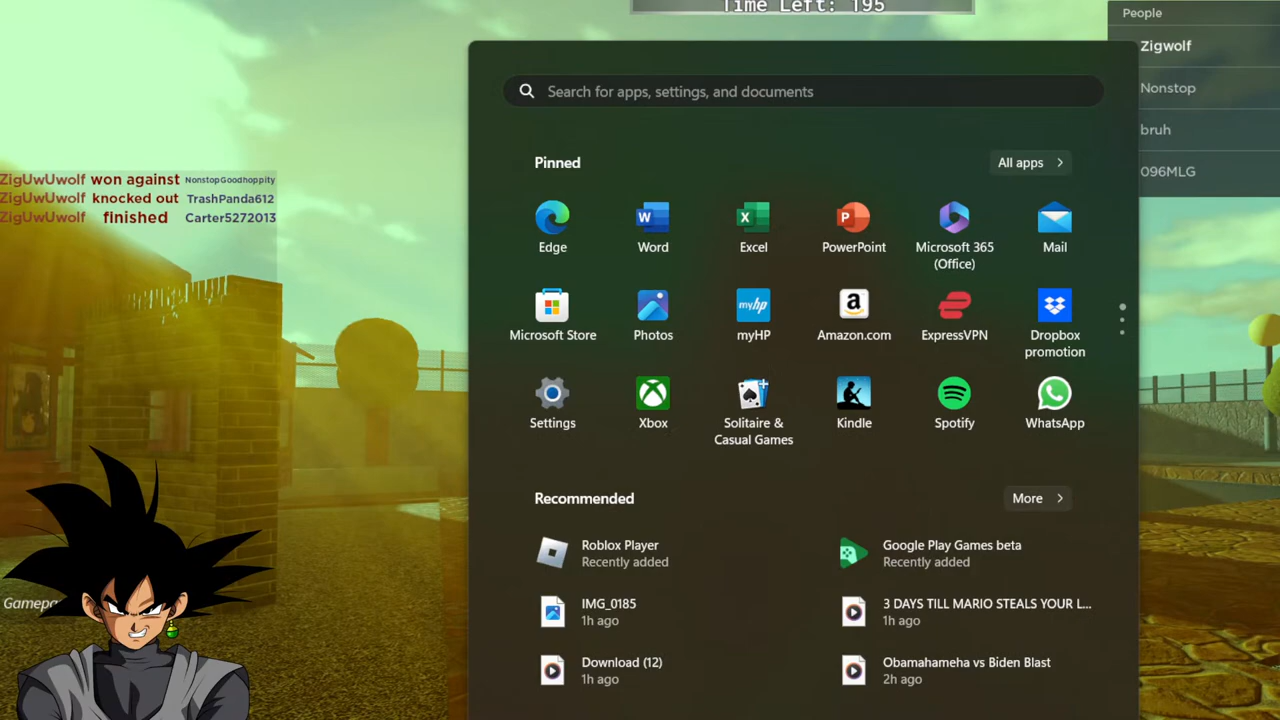 Time Left: 195
People
Zigwolf
Nonstop
bruh
096MLG
ZigUwUwolf won against NonstopGoodhoppity
ZigUwUwolf knocked out TrashPanda612
ZigUwUwolf finished Carter5272013
Search for apps, settings, and documents
Pinned
All apps
Edge
Word
Excel
PowerPoint
Microsoft 365
(Office)
Mail
Microsoft Store
Photos
myHP
Amazon.com
ExpressVPN
Dropbox
promotion
Settings
Xbox
Solitaire &
Casual Games
Kindle
Spotify
WhatsApp
Recommended
More
Roblox Player
Recently added
Google Play Games beta
Recently added
IMG_0185
1h ago
3 DAYS TILL MARIO STEALS YOUR L...
1h ago
Download (12)
1h ago
Obamahameha vs Biden Blast
2h ago
Gamepa